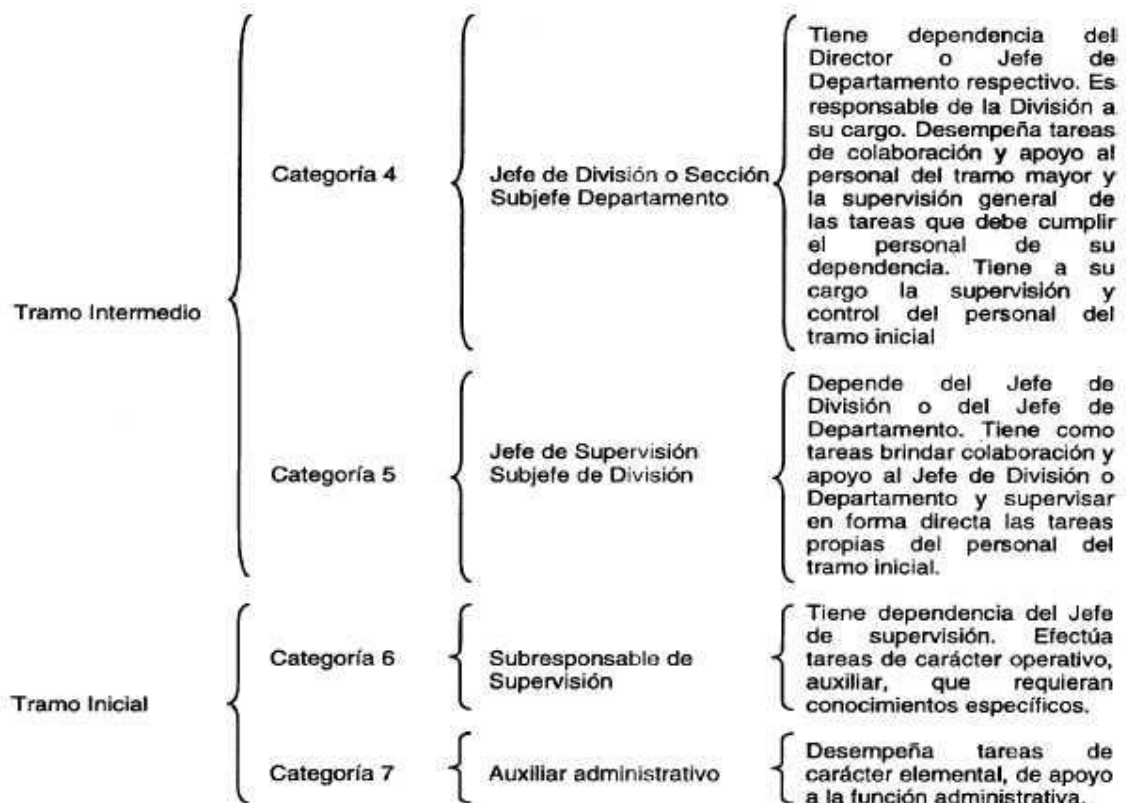 Tramo Intermedio
Categoría 4
Jefe de División o Sección
Subjefe Departamento
Tiene dependencia del
Director o Jefe de
Departamento respectivo. Es
responsable de la División a
su cargo. Desempeña tareas
de colaboración y apoyo al
personal del tramo mayor y
la supervisión general de
las tareas que debe cumplir
el personal de su
dependencia. Tiene a su
cargo la supervisión y
control del personal del
tramo inicial
Categoría 5
Jefe de Supervisión
Subjefe de División
Depende del Jefe de
División o del Jefe de
Departamento. Tiene como
tareas brindar colaboración y
apoyo al Jefe de División o
Departamento y supervisar
en forma directa las tareas
propias del personal del
tramo inicial.
Tramo Inicial
Categoría 6
Subresponsable de
Supervisión
Tiene dependencia del Jefe
de supervisión. Efectúa
tareas de carácter operativo,
auxiliar, que requieran
conocimientos específicos.
Categoría 7
Auxiliar administrativo
Desempeña tareas de
carácter elemental, de apoyo
a la función administrativa.